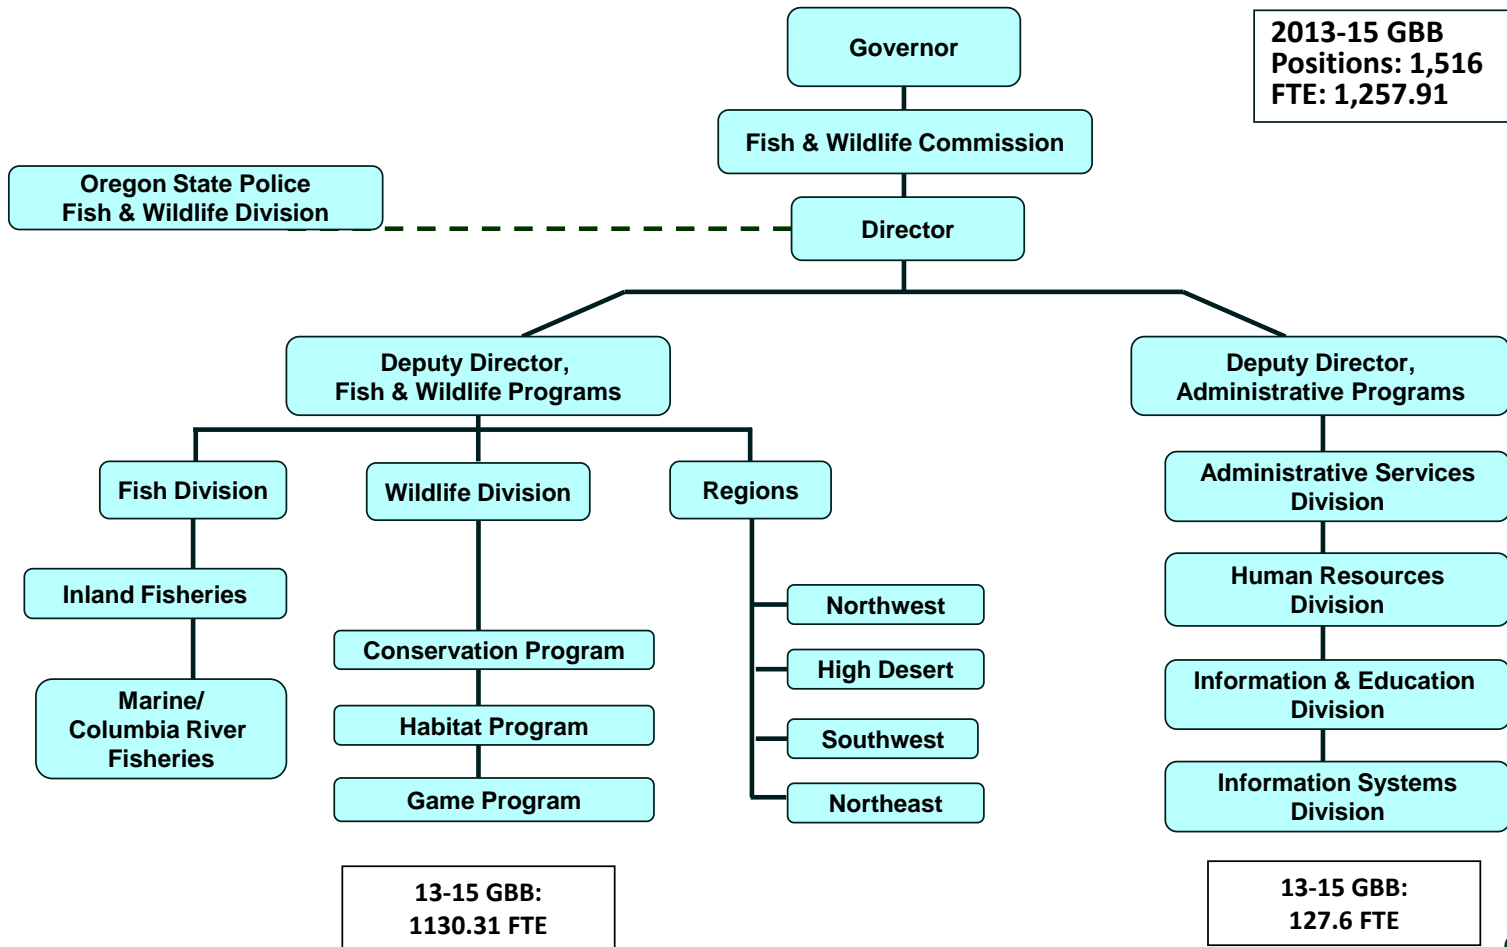 Governor
2013-15 GBB
Positions: 1,516
FTE: 1,257.91
Fish & Wildlife Commission
Oregon State Police
Fish & Wildlife Division
Director
Deputy Director,
Fish & Wildlife Programs
Deputy Director,
Administrative Programs
Fish Division
Wildlife Division
Regions
Administrative Services
Division
Inland Fisheries
Northwest
Human Resources
Division
Conservation Program
High Desert
Marine/
Columbia River
Fisheries
Information & Education
Division
Habitat Program
Southwest
Game Program
Northeast
Information Systems
Division
13-15 GBB:
1130.31 FTE
13-15 GBB:
127.6 FTE